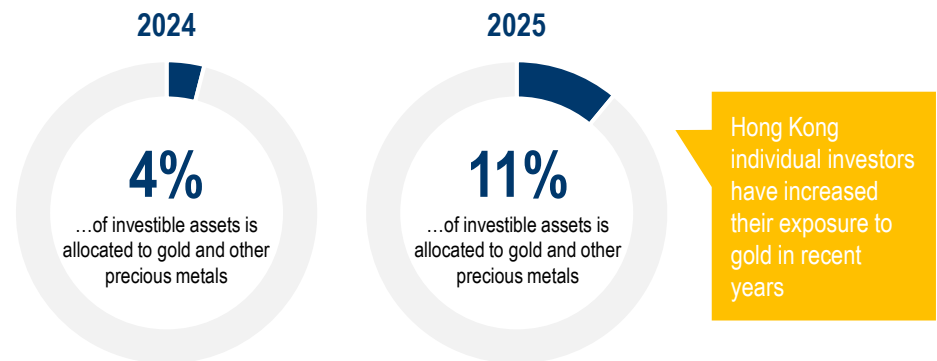 2024
4%
…of investible assets is
allocated to gold and other
precious metals
2025
11%
…of investible assets is
allocated to gold and other
precious metals
Hong Kong
individual investors
have increased
their exposure to
gold in recent
years